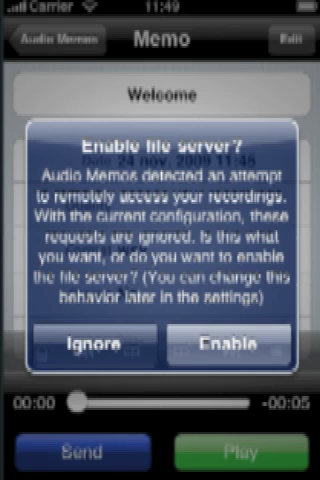 Carrier 11:49
Audio Memos Memo Edit
Welcome
Enable file server?
Date 24 nov. 2009 11:48
Audio Memos detected an attempt
to remotely access your recordings.
With the current configuration, these
requests are ignored. Is this what
you want, or do you want to enable
the file server? (You can change this
behavior later in the settings)
Ignore Enable
00:00 -00:05
Send Play